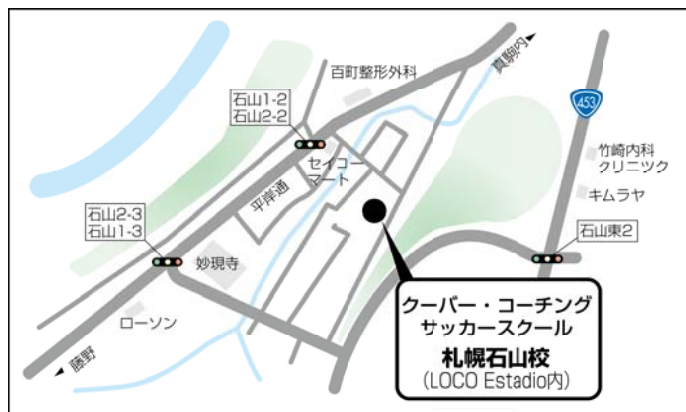 百町整形外科
真駒内
453
石山1-2
石山2-2
セイコー
マート
平岸通
竹崎内科
クリニツク
キムラヤ
石山2-3
石山1-3
妙現寺
石山東2
ローソン
藤野
クーバー・コーチング
サッカースクール
札幌石山校
(LOCO Estadio内)